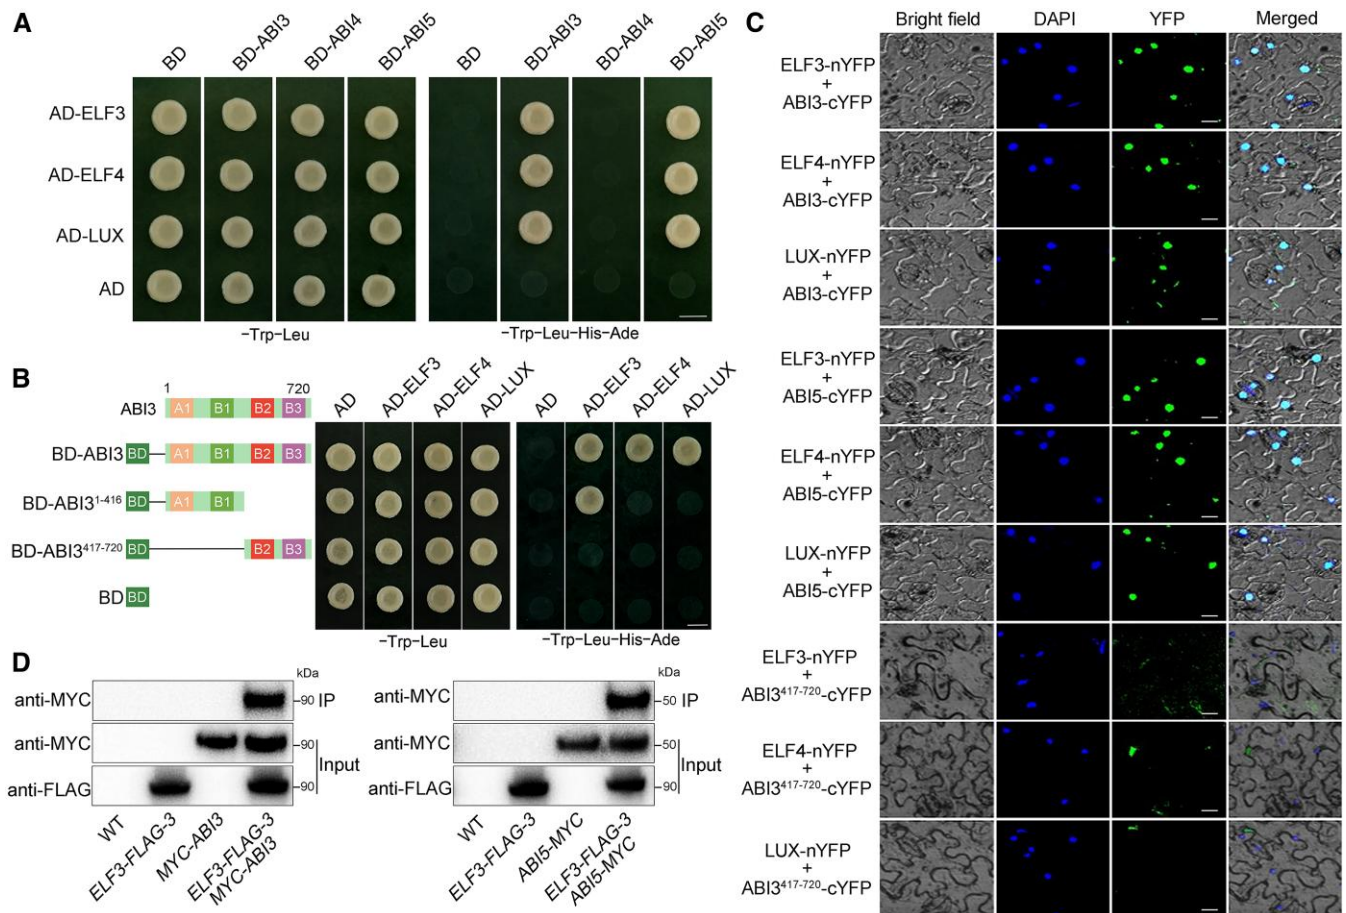 A
BD
BD-ABI3
BD-ABI4
BD-ABI5
BD
BD-ABI3
BD-ABI4
BD-ABI5
AD-ELF3
AD-ELF4
AD-LUX
AD
−Trp−Leu
−Trp−Leu−His−Ade
B
1 720
ABI3 A1 B1 B2 B3
BD-ABI3 BD A1 B1 B2 B3
BD-ABI3¹⁻⁴¹⁶ BD A1 B1
BD-ABI3⁴¹⁷⁻⁷²⁰ BD B2 B3
BD BD
AD
AD-ELF3
AD-ELF4
AD-LUX
AD
AD-ELF3
AD-ELF4
AD-LUX
−Trp−Leu
−Trp−Leu−His−Ade
C
Bright field DAPI YFP Merged
ELF3-nYFP
+
ABI3-cYFP
ELF4-nYFP
+
ABI3-cYFP
LUX-nYFP
+
ABI3-cYFP
ELF3-nYFP
+
ABI5-cYFP
ELF4-nYFP
+
ABI5-cYFP
LUX-nYFP
+
ABI5-cYFP
ELF3-nYFP
+
ABI3⁴¹⁷⁻⁷²⁰-cYFP
ELF4-nYFP
+
ABI3⁴¹⁷⁻⁷²⁰-cYFP
LUX-nYFP
+
ABI3⁴¹⁷⁻⁷²⁰-cYFP
D
kDa
anti-MYC −90 IP
anti-MYC −90
Input
anti-FLAG −90
WT
ELF3-FLAG-3
MYC-ABI3
ELF3-FLAG-3
MYC-ABI3
kDa
anti-MYC −50 IP
anti-MYC −50
Input
anti-FLAG −90
WT
ELF3-FLAG-3
ABI5-MYC
ELF3-FLAG-3
ABI5-MYC